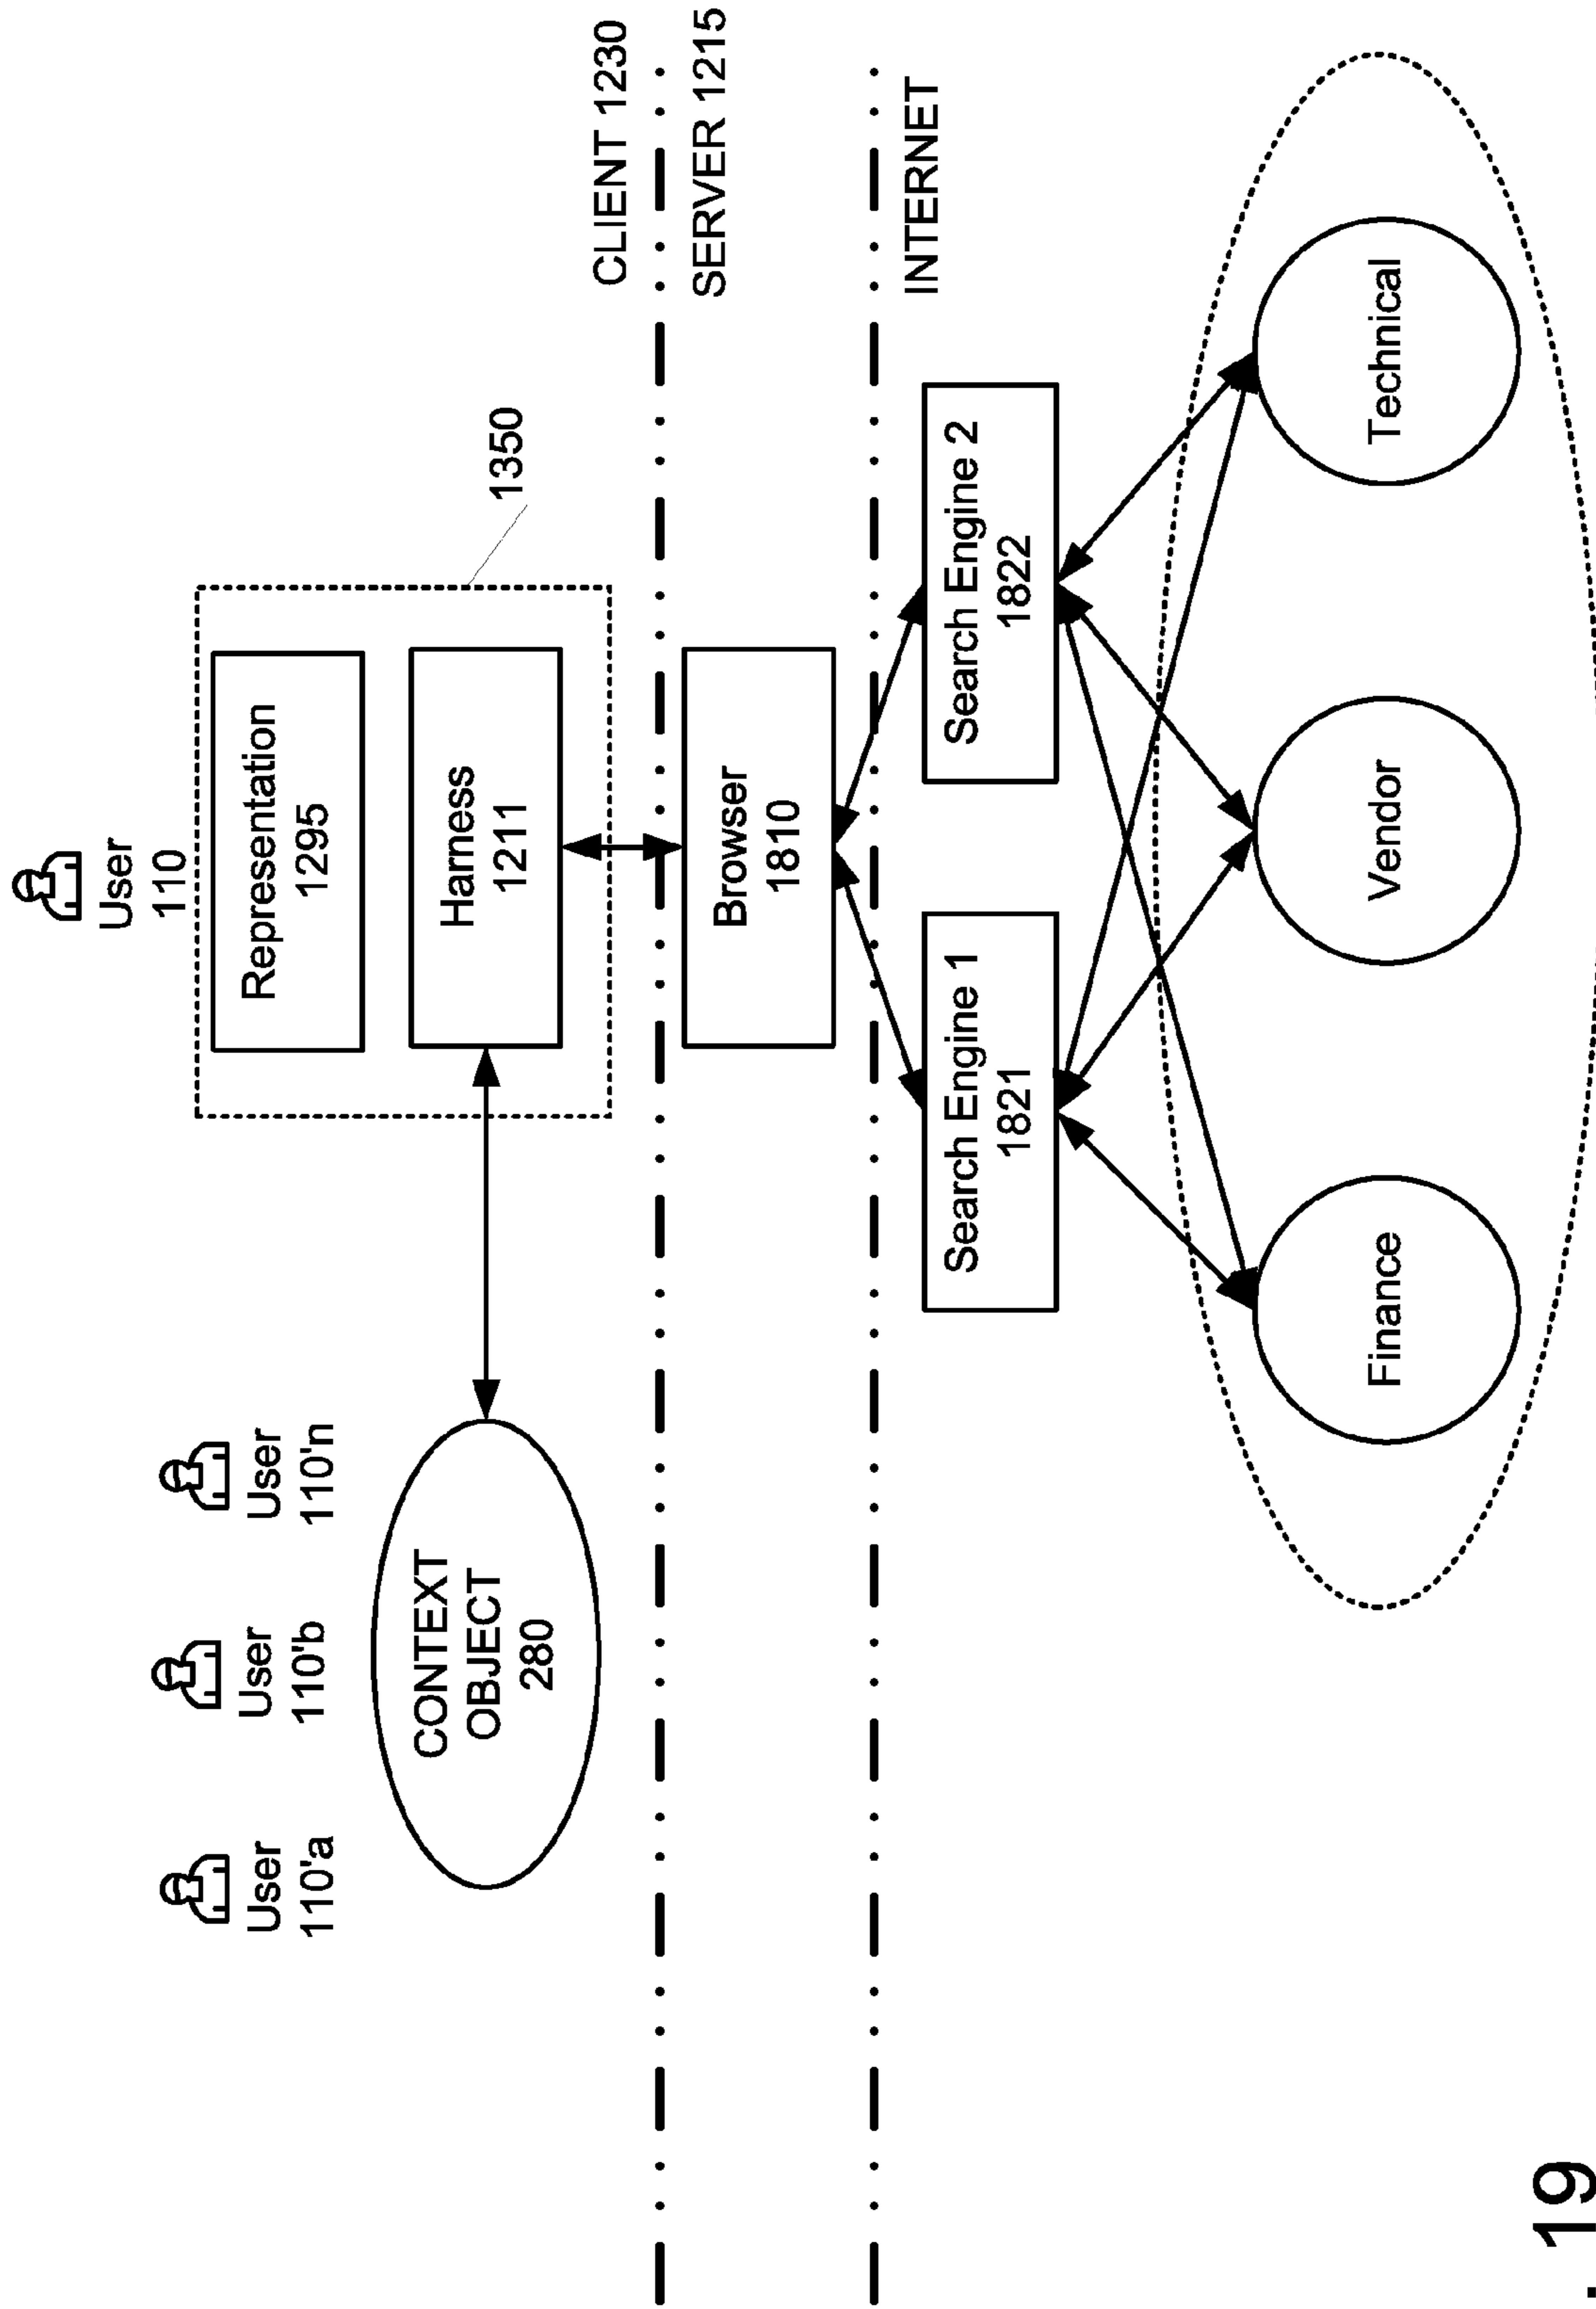 User
110
User
110'a
User
110'b
User
110'n
Representation
1295
1350
CONTEXT
OBJECT
280
Harness
1211
CLIENT 1230
SERVER 1215
Browser
1810
INTERNET
Search Engine 1
1821
Search Engine 2
1822
Finance
Vendor
Technical
. 19